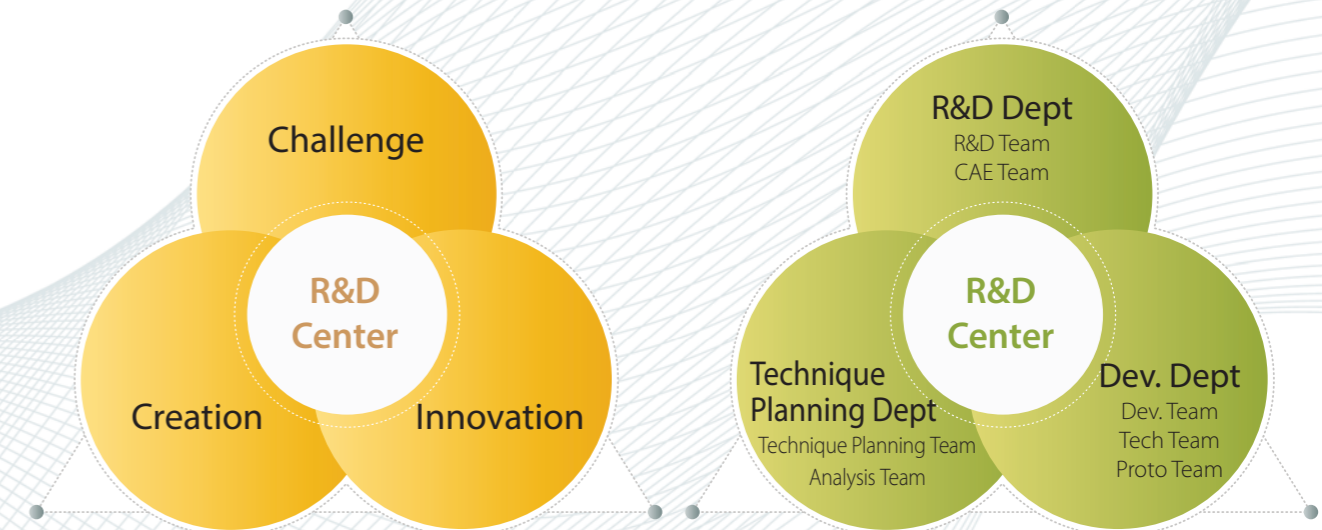 Challenge
R&D
Center
Creation
Innovation
R&D Dept
R&D Team
CAE Team
R&D
Center
Technique
Planning Dept
Technique Planning Team
Analysis Team
Dev. Dept
Dev. Team
Tech Team
Proto Team